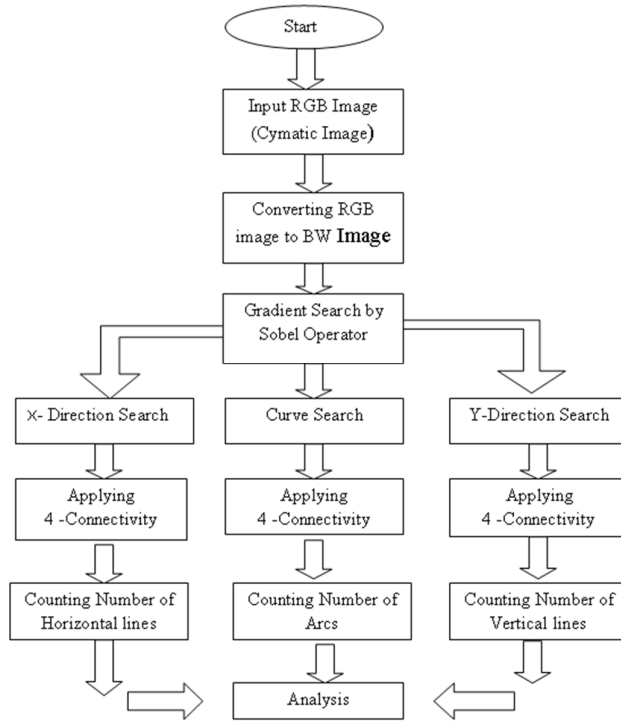 Start
Input RGB Image
(Cymatic Image)
Converting RGB
image to BW Image
Gradient Search by
Sobel Operator
x- Direction Search
Curve Search
Y-Direction Search
Applying
4 -Connectivity
Applying
4 -Connectivity
Applying
4 -Connectivity
Counting Number of
Horizontal lines
Counting Number of
Arcs
Counting Number of
Vertical lines
Analysis